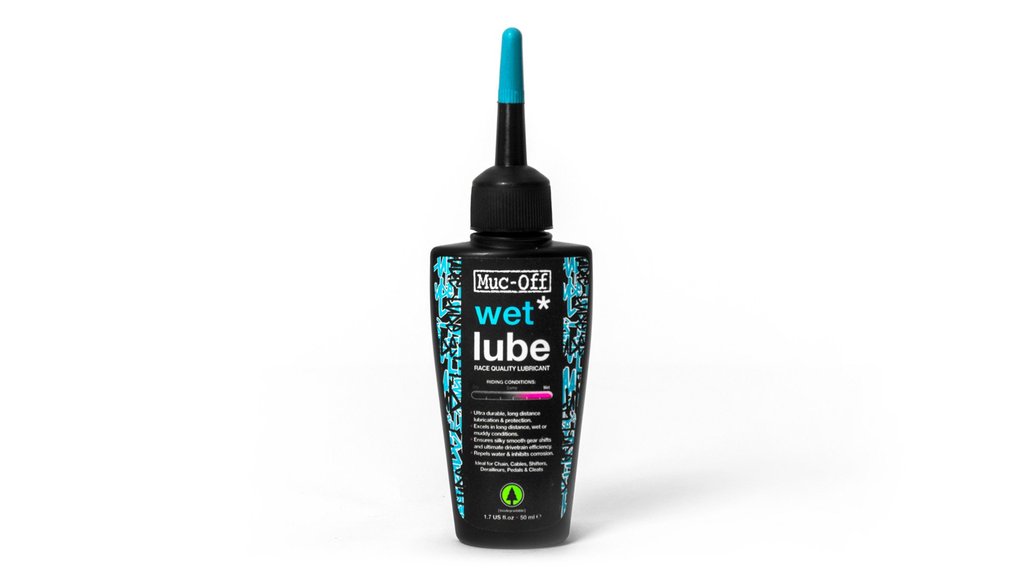 Muc-Off
wet*
lube
RACE QUALITY LUBRICANT
RIDING CONDITIONS:
Damp Wet
· Ultra durable, long distance
lubrication & protection.
· Excels in long distance, wet or
muddy conditions.
· Ensures silky smooth gear shifts
and ultimate drivetrain efficiency.
· Repels water & inhibits corrosion.
Ideal for Chain, Cables, Shifters,
Derailleurs, Pedals & Cleats
[biodegradable]
1.7 US fl.oz · 50 ml ℮